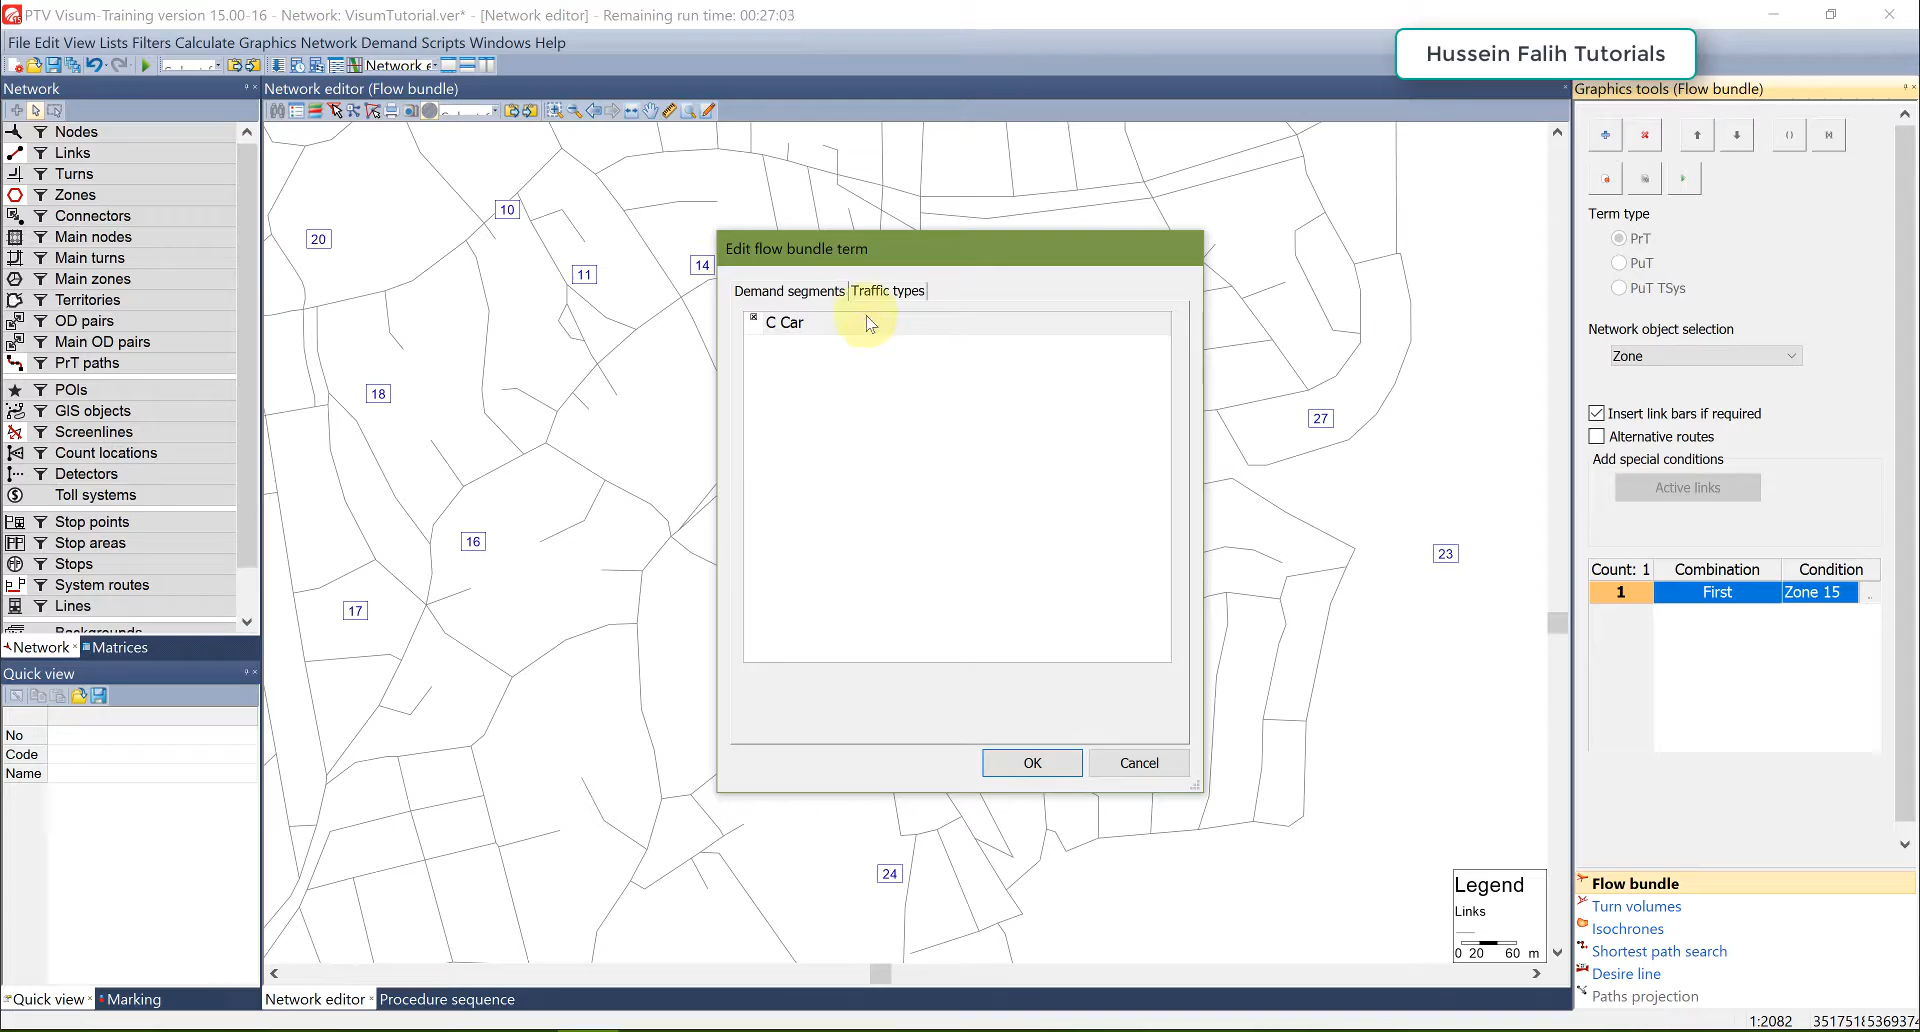 PTV Visum-Training version 15.00-16 - Network: VisumTutorial.ver* - [Network editor] - Remaining run time: 00:27:03
File Edit View Lists Filters Calculate Graphics Network Demand Scripts Windows Help
Hussein Falih Tutorials
Network e
Network
Network editor (Flow bundle)
Graphics tools (Flow bundle)
Nodes
Links
Turns
Zones
Connectors
Main nodes
Main turns
Main zones
Territories
OD pairs
Main OD pairs
PrT paths
POIs
GIS objects
Screenlines
Count locations
Detectors
Toll systems
Stop points
Stop areas
Stops
System routes
Lines
Backgrounds
Network
Matrices
Quick view
No
Code
Name
Quick view
Marking
10
20
11
14
18
16
17
27
23
24
Edit flow bundle term
Demand segments
Traffic types
C Car
OK
Cancel
Legend
Links
0 20 60 m
Network editor
Procedure sequence
Term type
PrT
PuT
PuT TSys
Network object selection
Zone
Insert link bars if required
Alternative routes
Add special conditions
Active links
Count: 1 Combination Condition
1 First Zone 15
Flow bundle
Turn volumes
Isochrones
Shortest path search
Desire line
Paths projection
1:2082